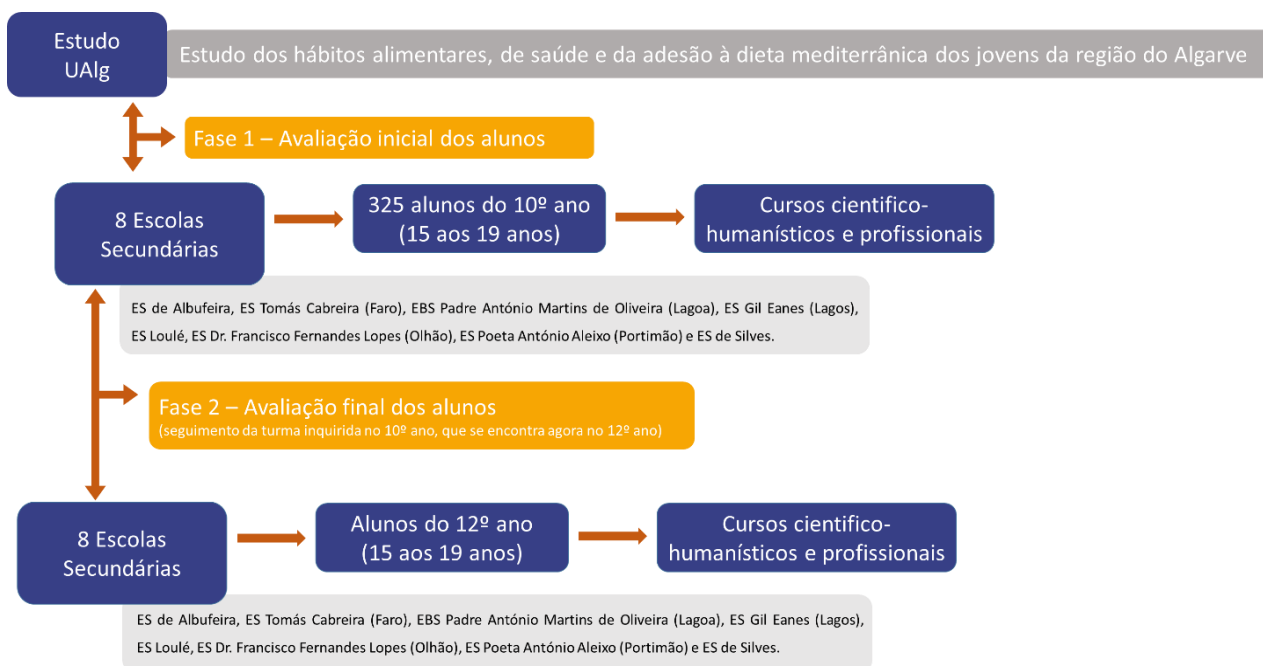 Estudo
UAlg
Estudo dos hábitos alimentares, de saúde e da adesão à dieta mediterrânica dos jovens da região do Algarve
Fase 1 – Avaliação inicial dos alunos
8 Escolas
Secundárias
325 alunos do 10º ano
(15 aos 19 anos)
Cursos cientifico-
humanísticos e profissionais
ES de Albufeira, ES Tomás Cabreira (Faro), EBS Padre António Martins de Oliveira (Lagoa), ES Gil Eanes (Lagos),
ES Loulé, ES Dr. Francisco Fernandes Lopes (Olhão), ES Poeta António Aleixo (Portimão) e ES de Silves.
Fase 2 – Avaliação final dos alunos
(seguimento da turma inquirida no 10º ano, que se encontra agora no 12º ano)
8 Escolas
Secundárias
Alunos do 12º ano
(15 aos 19 anos)
Cursos cientifico-
humanísticos e profissionais
ES de Albufeira, ES Tomás Cabreira (Faro), EBS Padre António Martins de Oliveira (Lagoa), ES Gil Eanes (Lagos),
ES Loulé, ES Dr. Francisco Fernandes Lopes (Olhão), ES Poeta António Aleixo (Portimão) e ES de Silves.